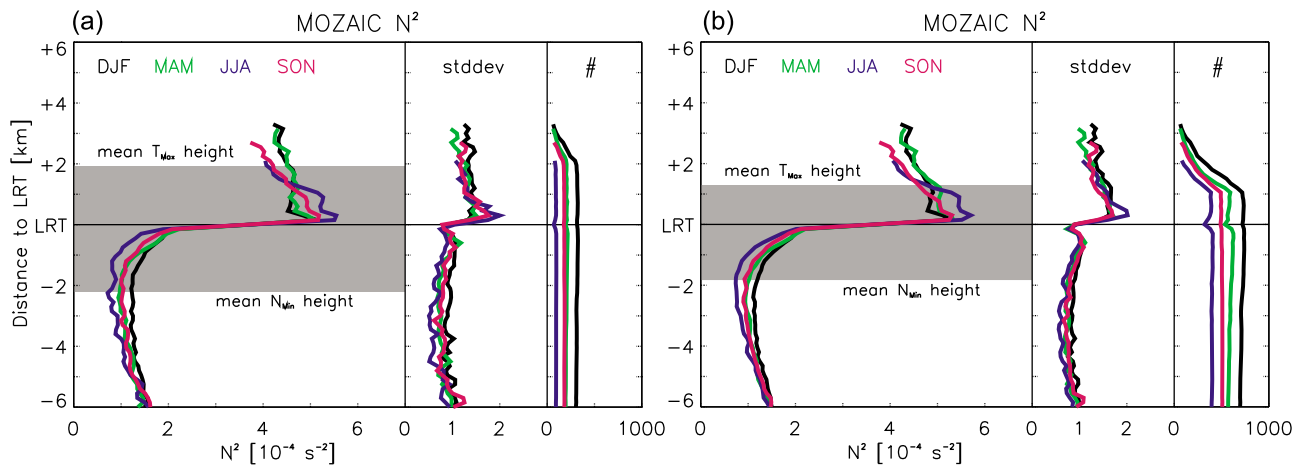 (a) MOZAIC N²
+6
DJF MAM JJA SON stddev #
+4
mean T_Max height
+2
LRT
-2
mean N_Min height
-4
-6
0 2 4 6 0 1 2 0 1000
N² [10⁻⁴ s⁻²]
Distance to LRT [km]
(b) MOZAIC N²
+6
DJF MAM JJA SON stddev #
+4
mean T_Max height
+2
LRT
-2
mean N_Min height
-4
-6
0 2 4 6 0 1 2 0 1000
N² [10⁻⁴ s⁻²]